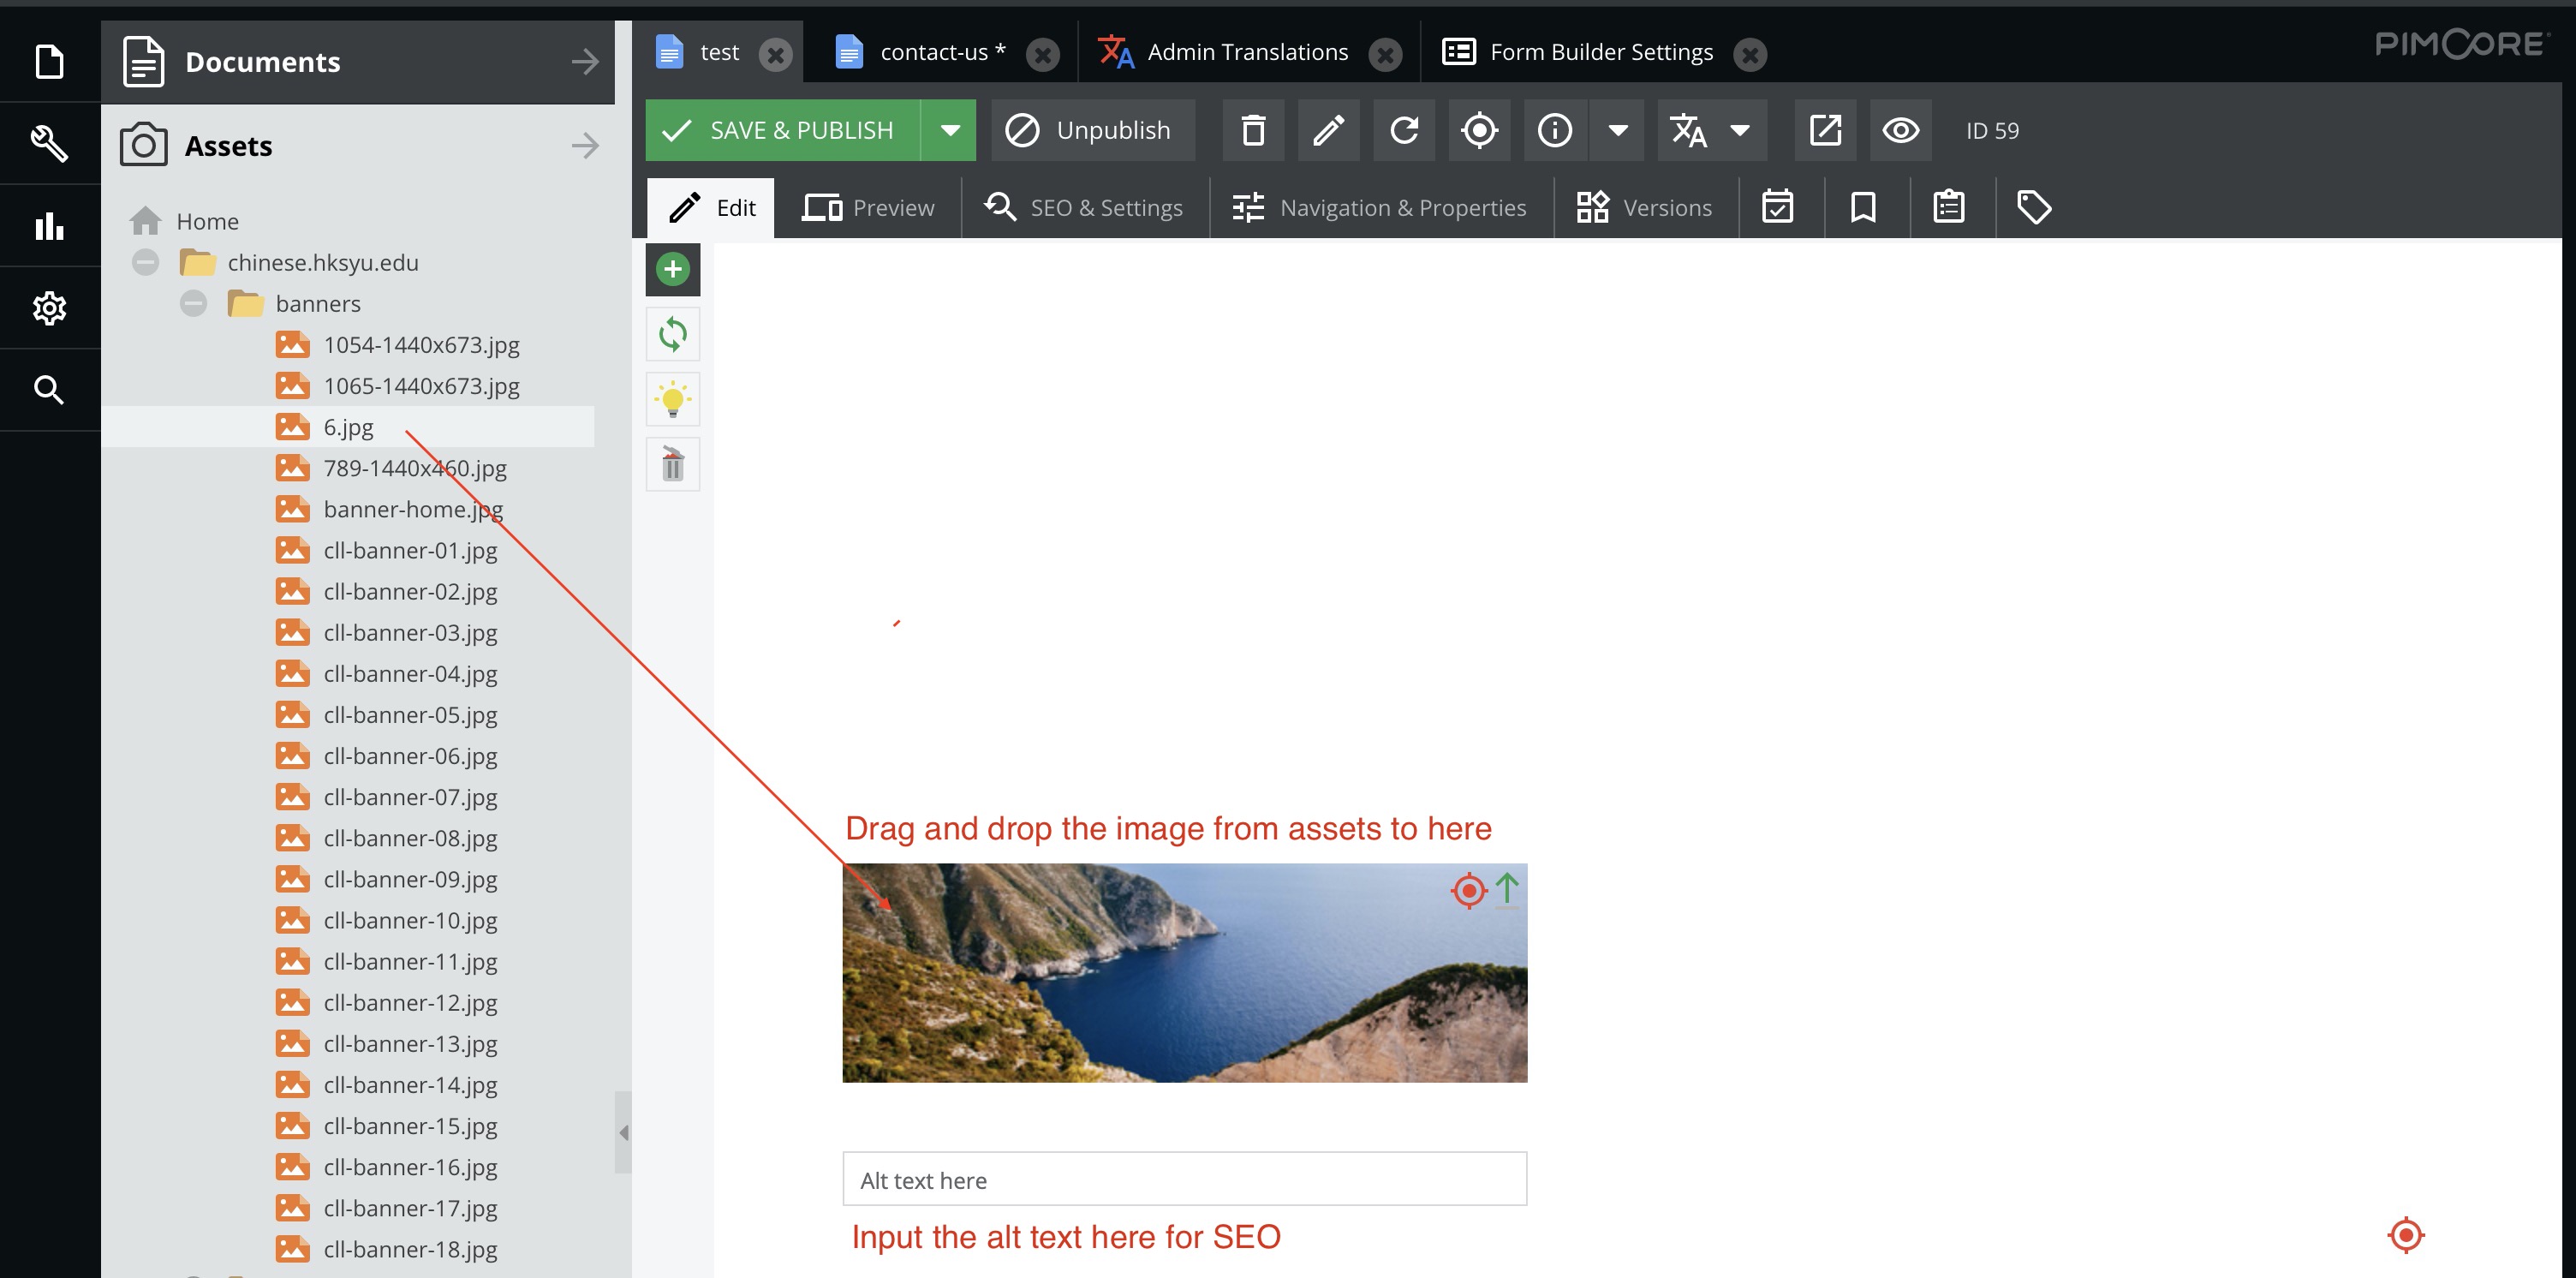 Documents
Assets
Home
chinese.hksyu.edu
banners
1054-1440x673.jpg
1065-1440x673.jpg
6.jpg
789-1440x460.jpg
banner-home.jpg
cll-banner-01.jpg
cll-banner-02.jpg
cll-banner-03.jpg
cll-banner-04.jpg
cll-banner-05.jpg
cll-banner-06.jpg
cll-banner-07.jpg
cll-banner-08.jpg
cll-banner-09.jpg
cll-banner-10.jpg
cll-banner-11.jpg
cll-banner-12.jpg
cll-banner-13.jpg
cll-banner-14.jpg
cll-banner-15.jpg
cll-banner-16.jpg
cll-banner-17.jpg
cll-banner-18.jpg
test contact-us * Admin Translations Form Builder Settings PIMCORE
SAVE & PUBLISH Unpublish ID 59
Edit Preview SEO & Settings Navigation & Properties Versions
Drag and drop the image from assets to here
Alt text here
Input the alt text here for SEO